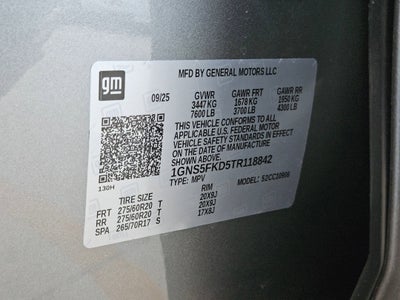 gm
MFD BY GENERAL MOTORS LLC
09/25 GVWR GAWR FRT GAWR RR
3447 KG 1678 KG 1950 KG
7600 LB 3700 LB 4300 LB
THIS VEHICLE CONFORMS TO ALL
APPLICABLE U.S. FEDERAL MOTOR
VEHICLE SAFETY STANDARDS IN
EFFECT ON THE DATE OF MANUFACTURE
SHOWN ABOVE.
1GNS5FKD5TR118842
130H TYPE: MPV MODEL: 52CC10906
TIRE SIZE RIM
FRT 275/60R20 T 20X9J
RR 275/60R20 T 20X9J
SPA 265/70R17 S 17X8J